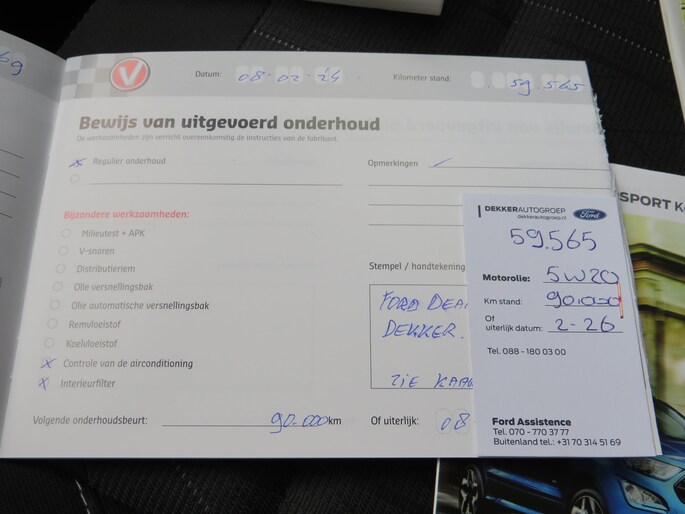 69
V
Datum: 08-02-24
Kilometer stand: 59.565
Bewijs van uitgevoerd onderhoud
De werkzaamheden zijn verricht overeenkomstig de instructies van de fabrikant.
x Regulier onderhoud
Opmerkingen
Bijzondere werkzaamheden:
Milieutest + APK
V-snaren
Distributieriem
Olie versnellingsbak
Olie automatische versnellingsbak
Remvloeistof
Koelvloeistof
x Controle van de airconditioning
x Interieurfilter
Stempel / handtekening
FORD DEA
DEKKER.
ZIE KAA
Volgende onderhoudsbeurt: 90.000 km
Of uiterlijk: 08
DEKKERAUTOGROEP
dekkerautogroep.nl
Ford
59.565
Motorolie: 5W20
Km stand: 90.000
Of
uiterlijk datum: 2-26
Tel. 088 - 180 03 00
Ford Assistence
Tel. 070 - 770 37 77
Buitenland tel.: +31 70 314 51 69
SPORT K